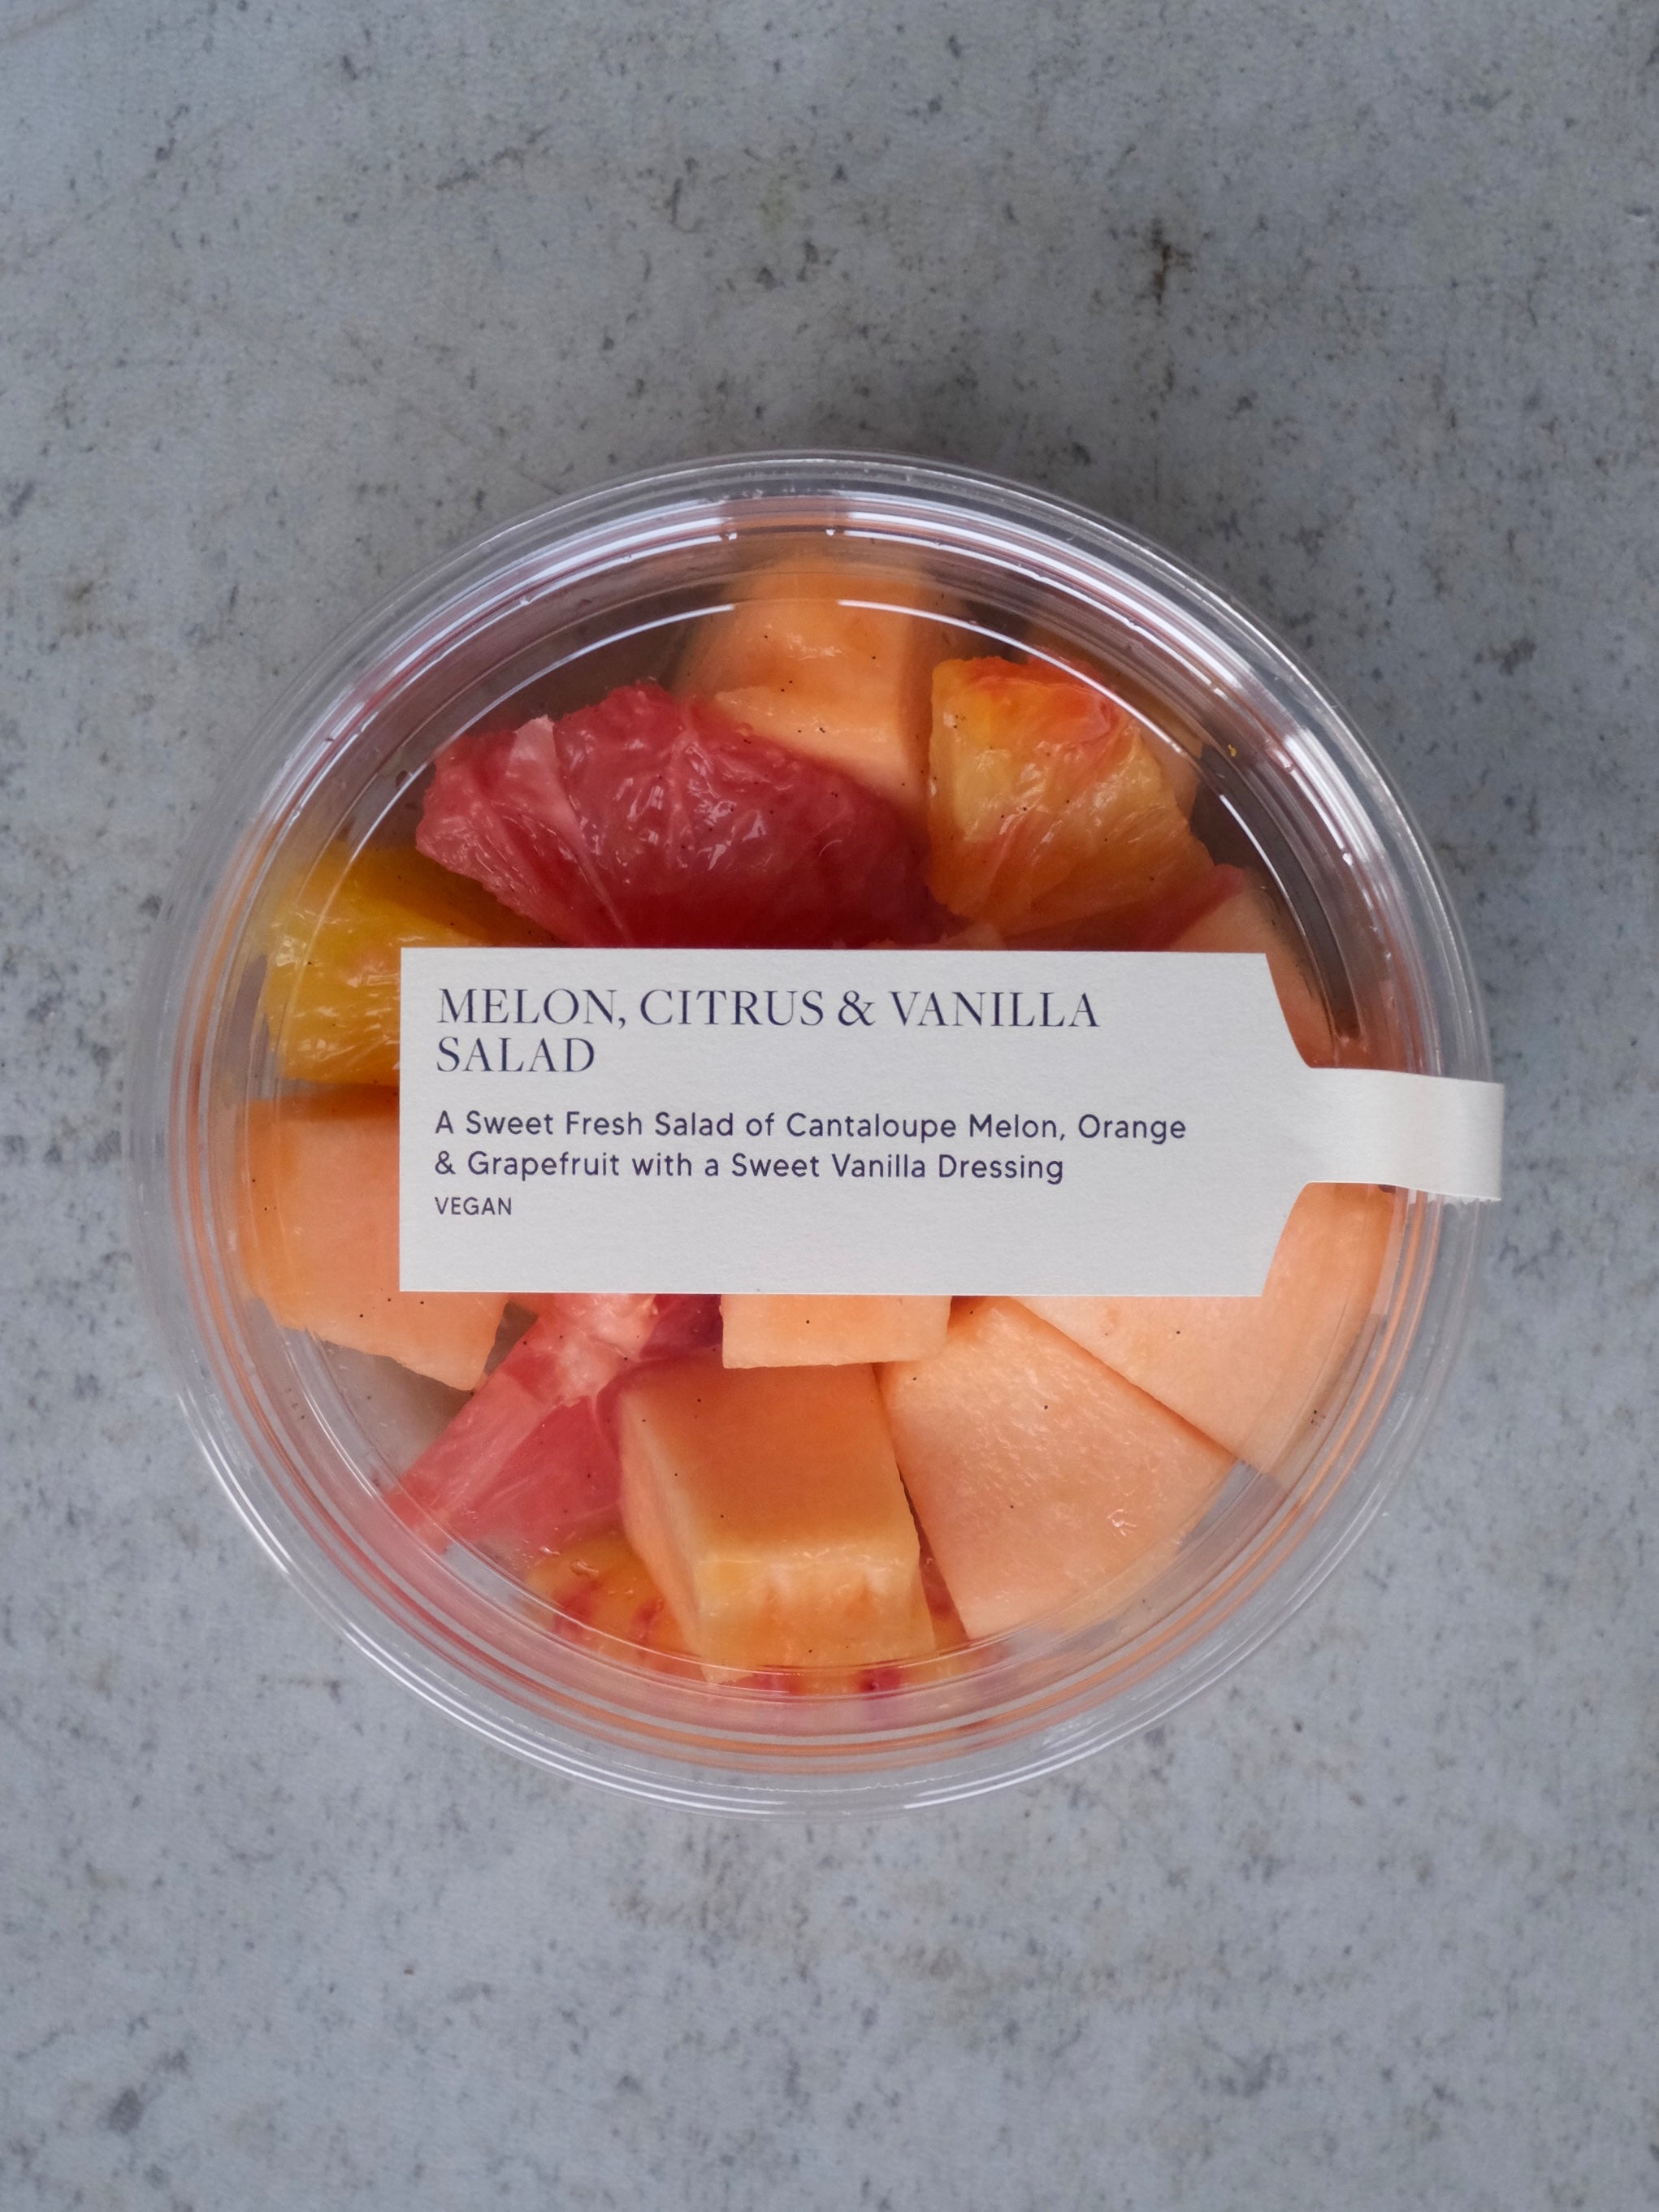 MELON, CITRUS & VANILLA
SALAD
A Sweet Fresh Salad of Cantaloupe Melon, Orange
& Grapefruit with a Sweet Vanilla Dressing
VEGAN